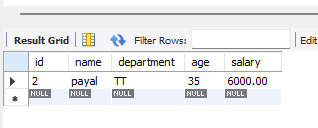 Result Grid Filter Rows: Edit
id name department age salary
2 payal TT 35 6000.00
NULL NULL NULL NULL NULL